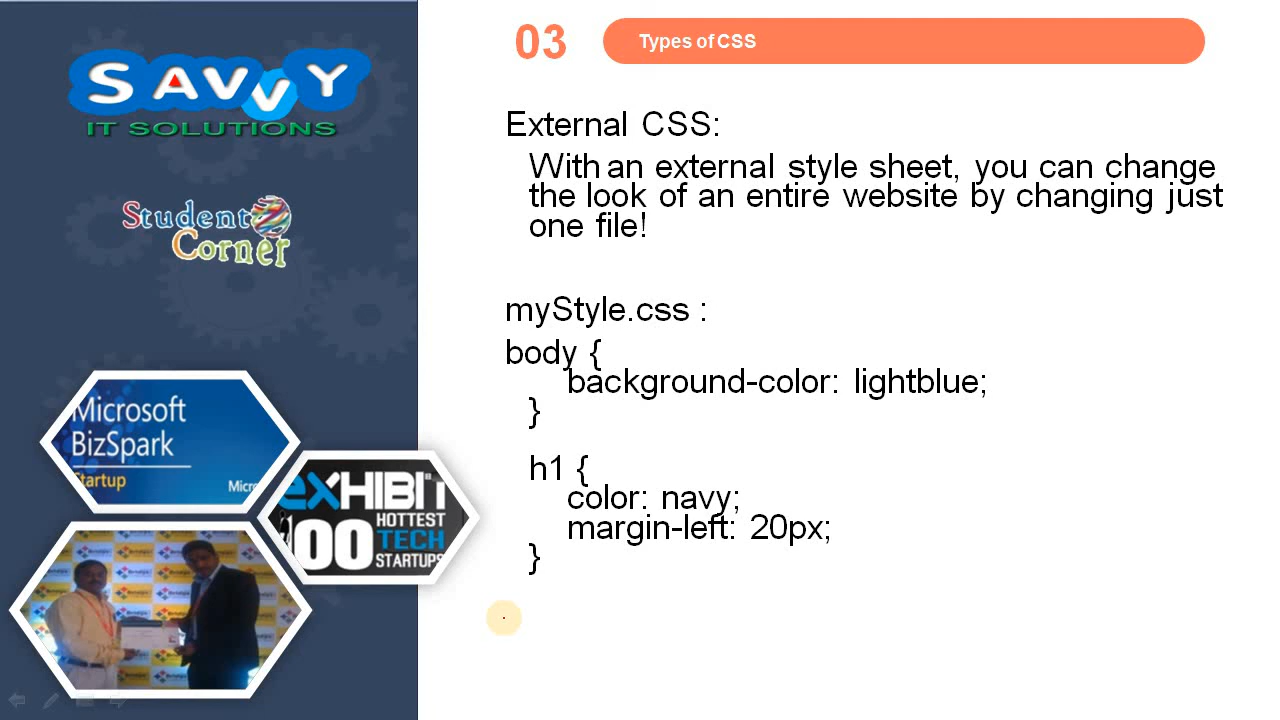 SAVVY
IT SOLUTIONS
Student
Corner
Microsoft
BizSpark
Startup
Micr
eXHIBIT
100
HOTTEST
TECH
STARTUPS
03
Types of CSS
External CSS:
With an external style sheet, you can change
the look of an entire website by changing just
one file!
myStyle.css :
body {
background-color: lightblue;
}
h1 {
color: navy;
margin-left: 20px;
}